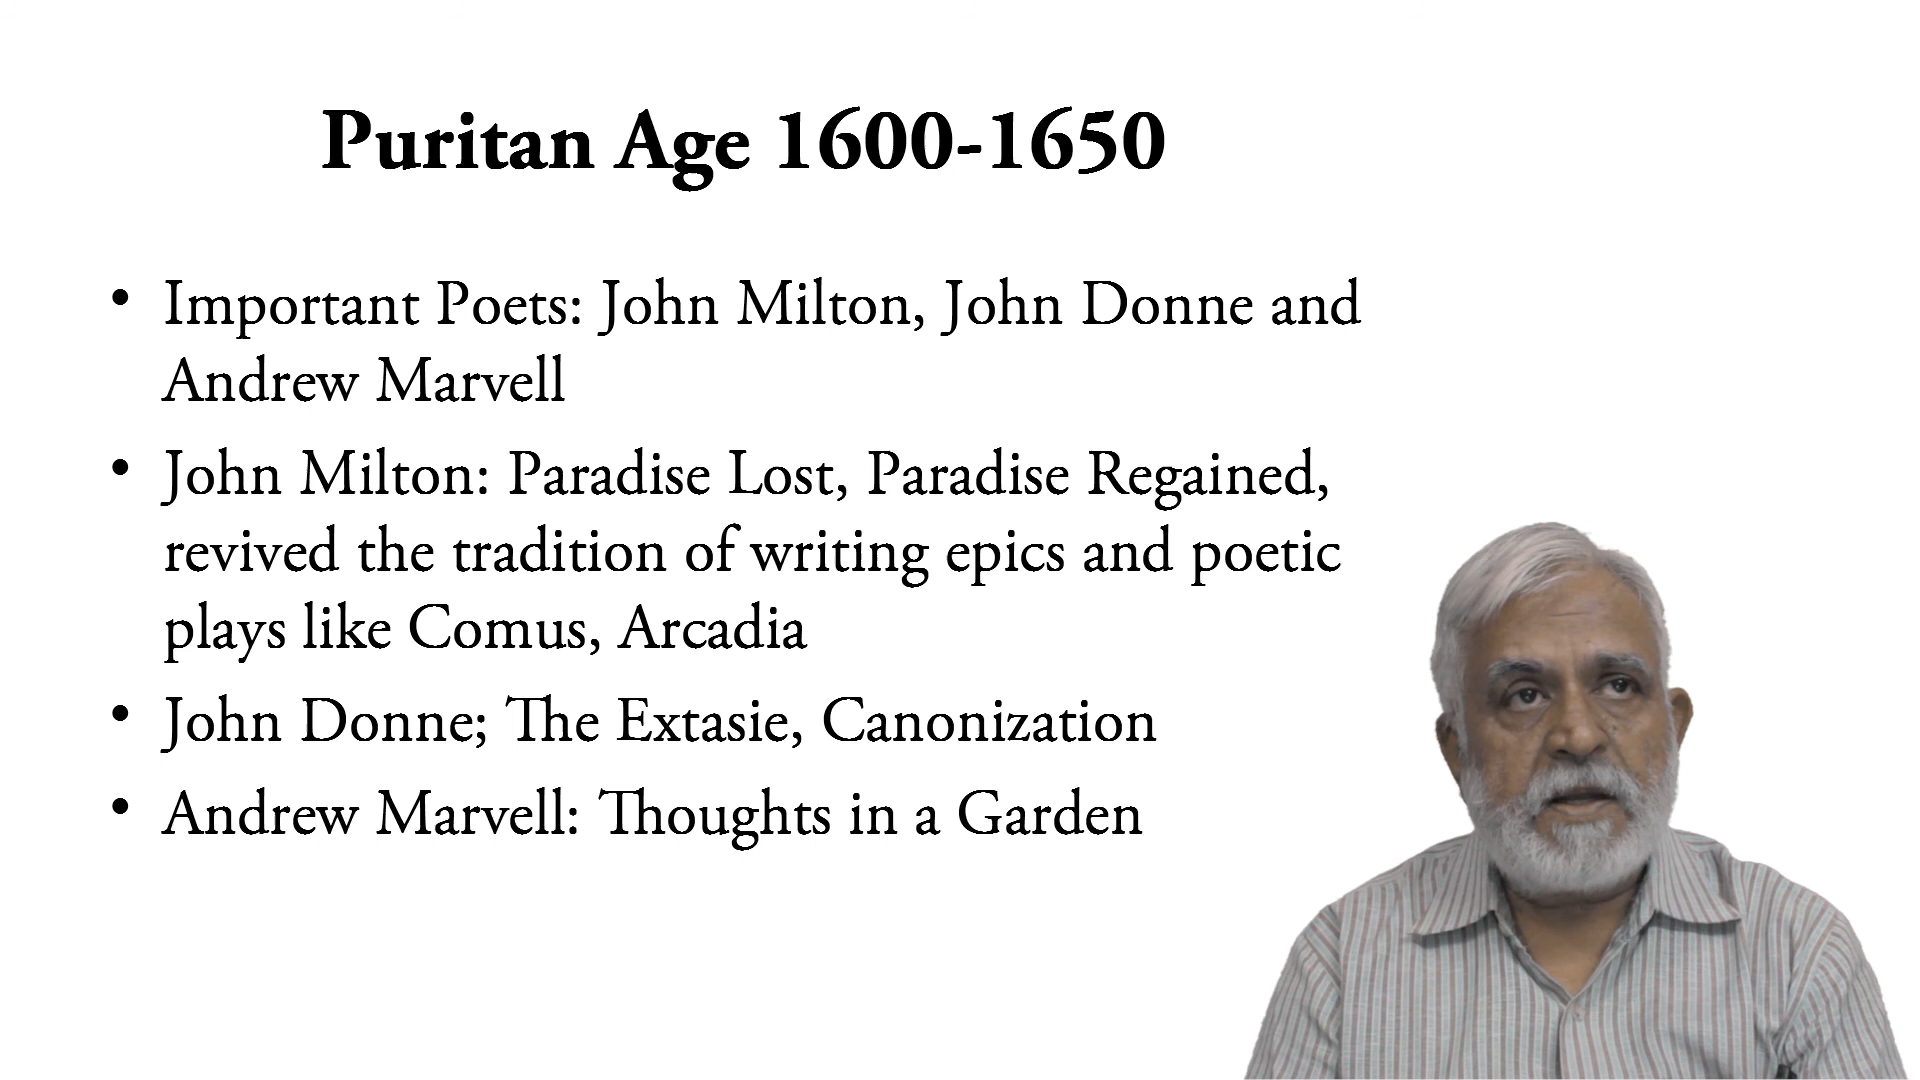 Puritan Age 1600-1650
• Important Poets: John Milton, John Donne and
Andrew Marvell
• John Milton: Paradise Lost, Paradise Regained,
revived the tradition of writing epics and poetic
plays like Comus, Arcadia
• John Donne; The Extasie, Canonization
• Andrew Marvell: Thoughts in a Garden